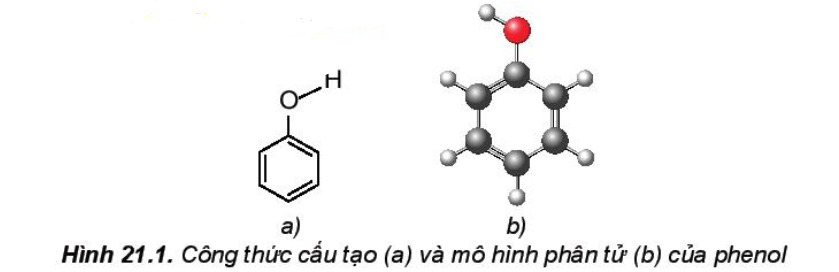 H
O
a)
b)
Hình 21.1. Công thức cấu tạo (a) và mô hình phân tử (b) của phenol